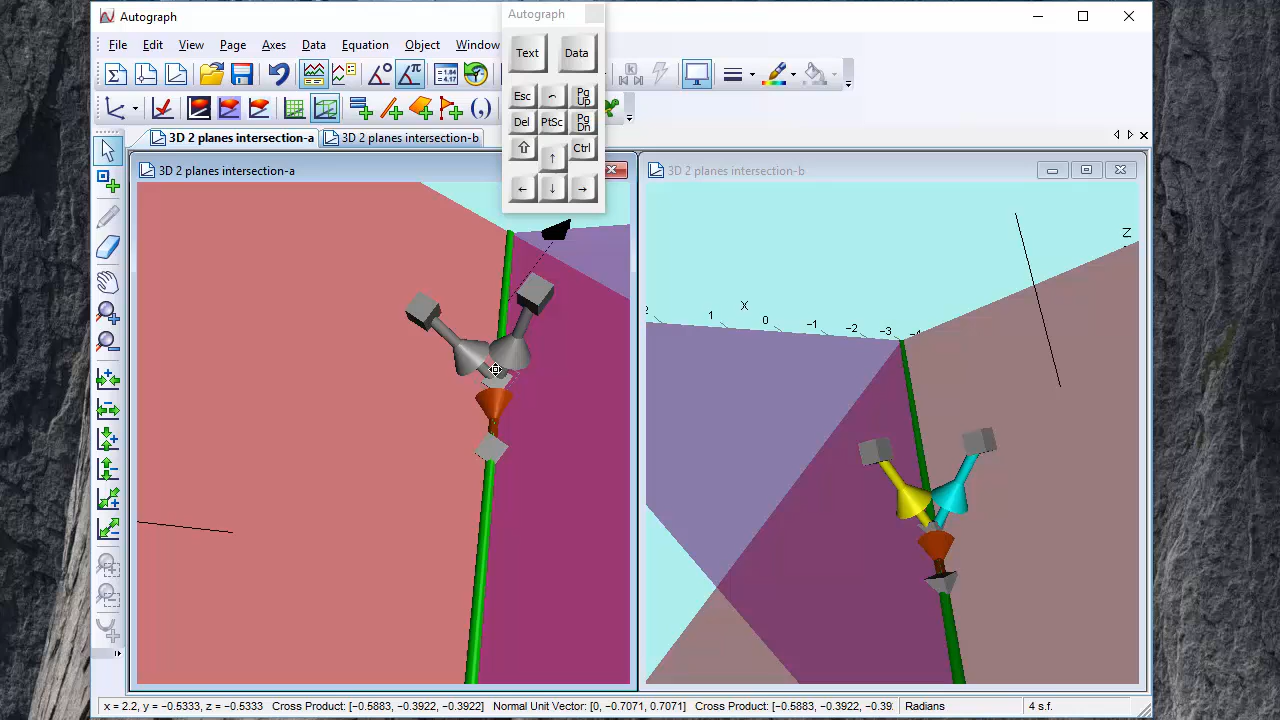 Autograph
Autograph
File Edit View Page Axes Data Equation Object Window
Text Data
Esc Pg Up
Del PtSc Pg Dn
Ctrl
3D 2 planes intersection-a 3D 2 planes intersection-b
3D 2 planes intersection-a
3D 2 planes intersection-b
Z
X
2 1 0 −1 −2 −3 −4
x = 2.2, y = −0.5333, z = −0.5333 Cross Product: [−0.5883, −0.3922, −0.3922] Normal Unit Vector: [0, −0.7071, 0.7071] Cross Product: [−0.5883, −0.3922, −0.39 Radians 4 s.f.